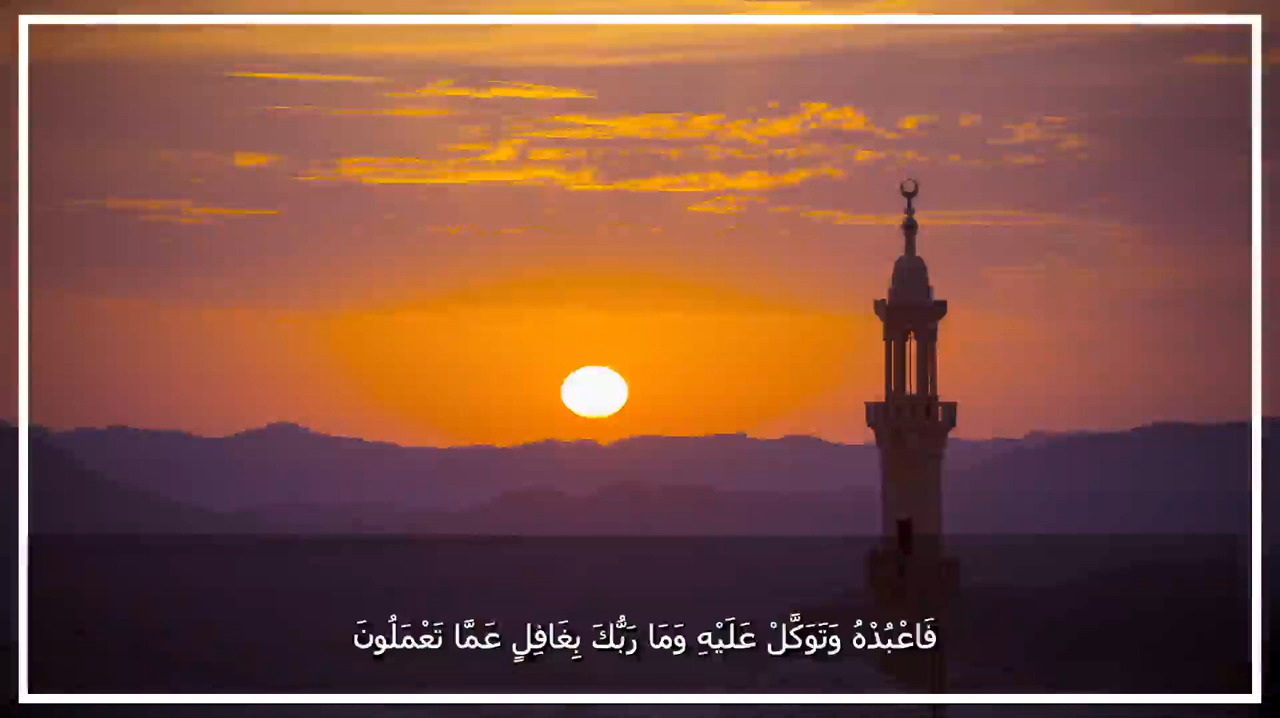 فَاعْبُدْهُ وَتَوَكَّلْ عَلَيْهِ وَمَا رَبُّكَ بِغَافِلٍ عَمَّا تَعْمَلُونَ